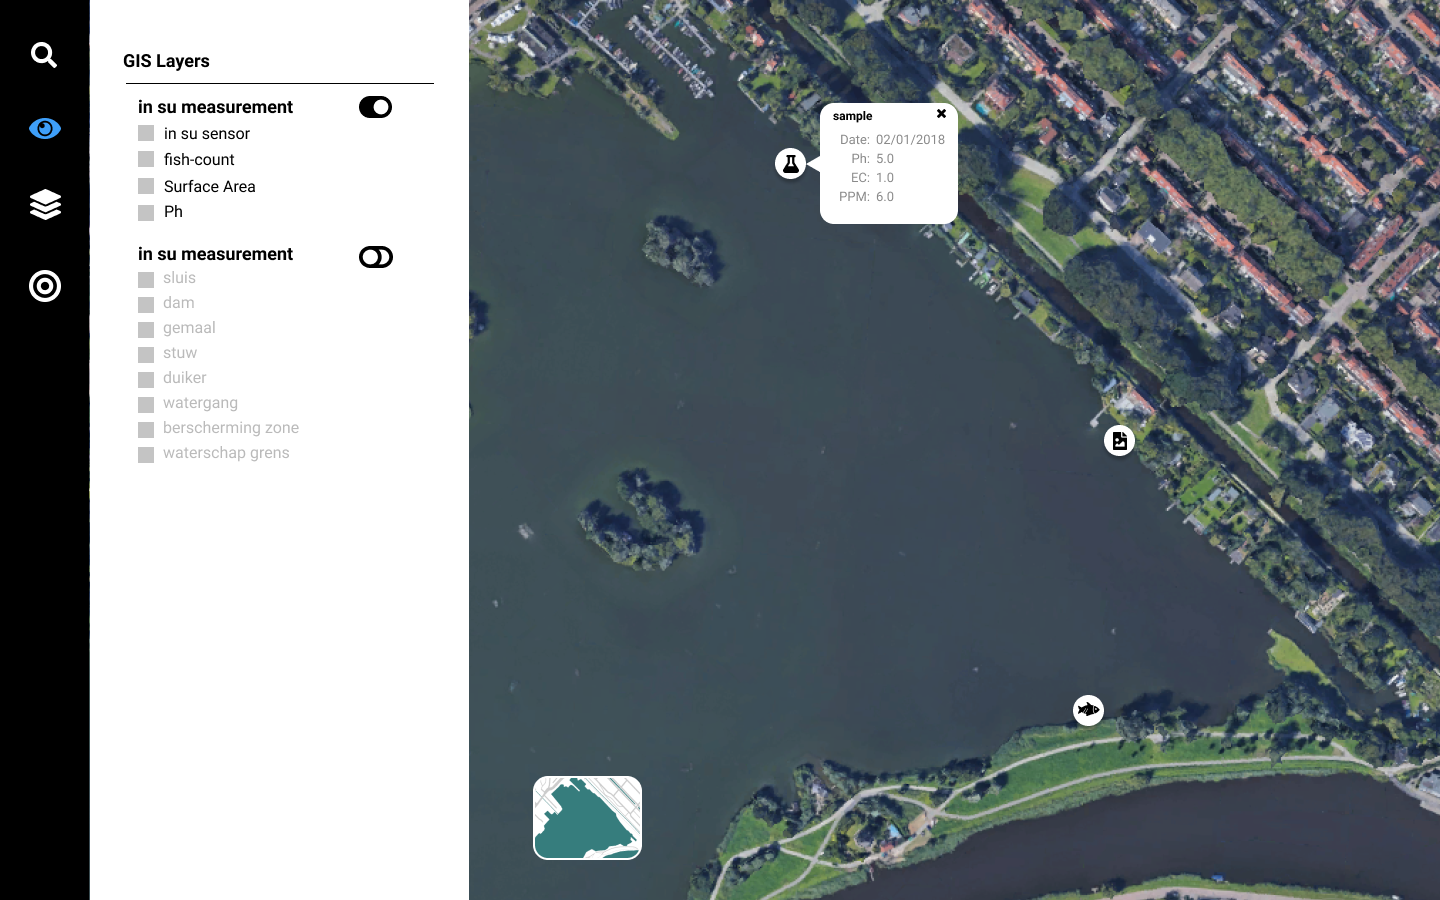 GIS Layers
in su measurement
in su sensor
fish-count
Surface Area
Ph
in su measurement
sluis
dam
gemaal
stuw
duiker
watergang
berscherming zone
waterschap grens
sample
Date: 02/01/2018
Ph: 5.0
EC: 1.0
PPM: 6.0